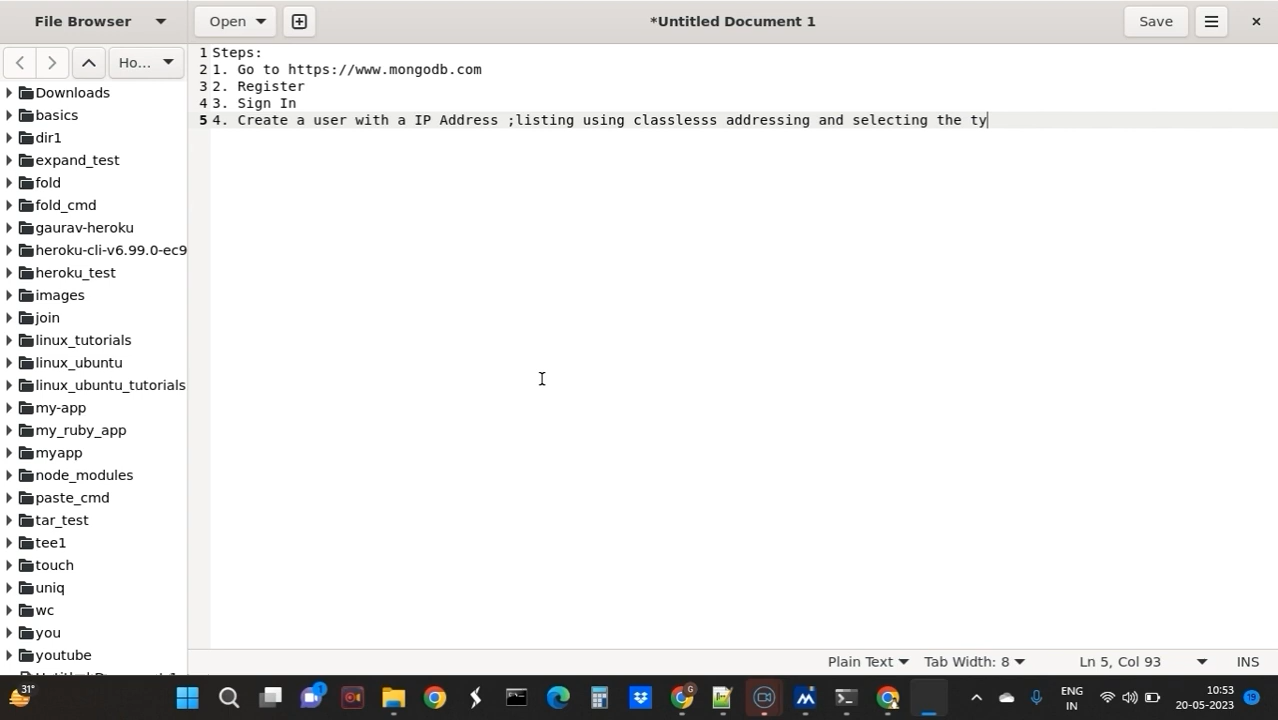 File Browser Open *Untitled Document 1 Save
Ho...
1 Steps:
2 1. Go to https://www.mongodb.com
3 2. Register
4 3. Sign In
5 4. Create a user with a IP Address ;listing using classlesss addressing and selecting the ty
Downloads
basics
dir1
expand_test
fold
fold_cmd
gaurav-heroku
heroku-cli-v6.99.0-ec9
heroku_test
images
join
linux_tutorials
linux_ubuntu
linux_ubuntu_tutorials
my-app
my_ruby_app
myapp
node_modules
paste_cmd
tar_test
tee1
touch
uniq
wc
you
youtube
Plain Text Tab Width: 8 Ln 5, Col 93 INS
31°
ENG
IN
10:53
20-05-2023
19